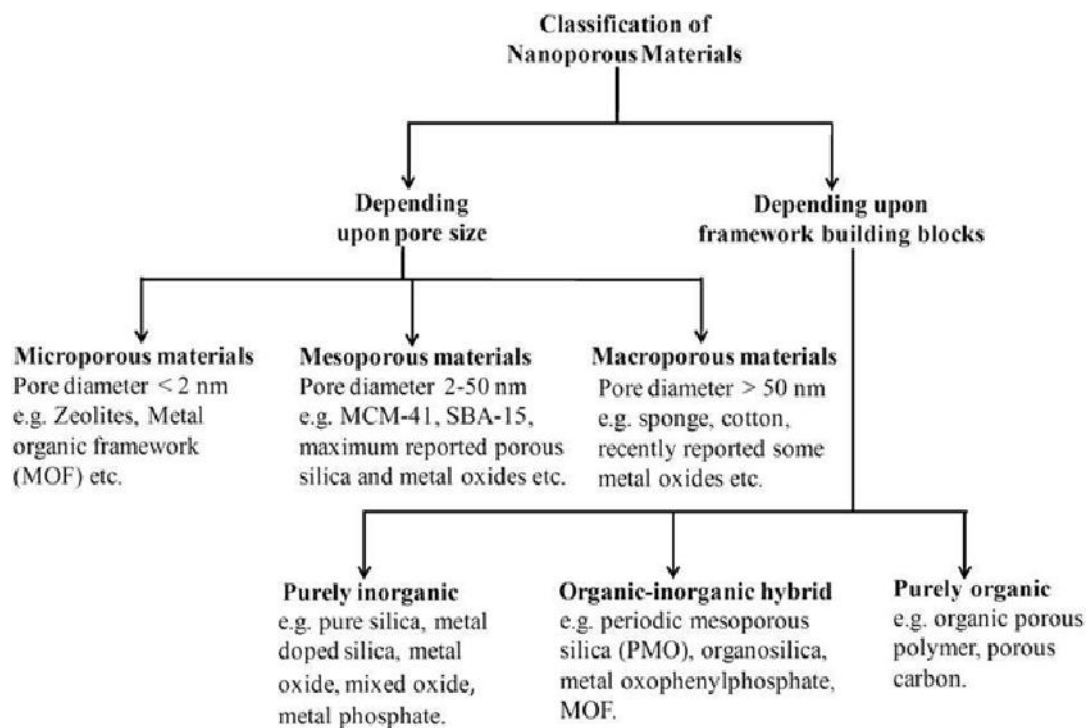 Classification of
Nanoporous Materials
Depending
upon pore size
Depending upon
framework building blocks
Microporous materials
Pore diameter < 2 nm
e.g. Zeolites, Metal
organic framework
(MOF) etc.
Mesoporous materials
Pore diameter 2-50 nm
e.g. MCM-41, SBA-15,
maximum reported porous
silica and metal oxides etc.
Macroporous materials
Pore diameter > 50 nm
e.g. sponge, cotton,
recently reported some
metal oxides etc.
Purely inorganic
e.g. pure silica, metal
doped silica, metal
oxide, mixed oxide,
metal phosphate.
Organic-inorganic hybrid
e.g. periodic mesoporous
silica (PMO), organosilica,
metal oxophenylphosphate,
MOF.
Purely organic
e.g. organic porous
polymer, porous
carbon.